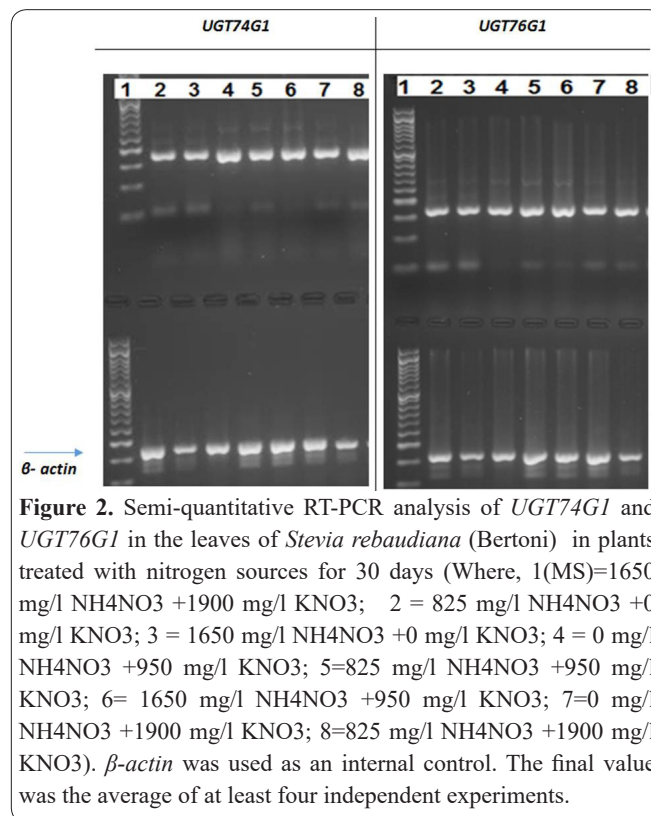 UGT74G1 UGT76G1
1 2 3 4 5 6 7 8 1 2 3 4 5 6 7 8
β- actin
Figure 2. Semi-quantitative RT-PCR analysis of UGT74G1 and
UGT76G1 in the leaves of Stevia rebaudiana (Bertoni) in plants
treated with nitrogen sources for 30 days (Where, 1(MS)=1650
mg/l NH4NO3 +1900 mg/l KNO3; 2 = 825 mg/l NH4NO3 +0
mg/l KNO3; 3 = 1650 mg/l NH4NO3 +0 mg/l KNO3; 4 = 0 mg/l
NH4NO3 +950 mg/l KNO3; 5=825 mg/l NH4NO3 +950 mg/l
KNO3; 6= 1650 mg/l NH4NO3 +950 mg/l KNO3; 7=0 mg/l
NH4NO3 +1900 mg/l KNO3; 8=825 mg/l NH4NO3 +1900 mg/l
KNO3). β-actin was used as an internal control. The final value
was the average of at least four independent experiments.